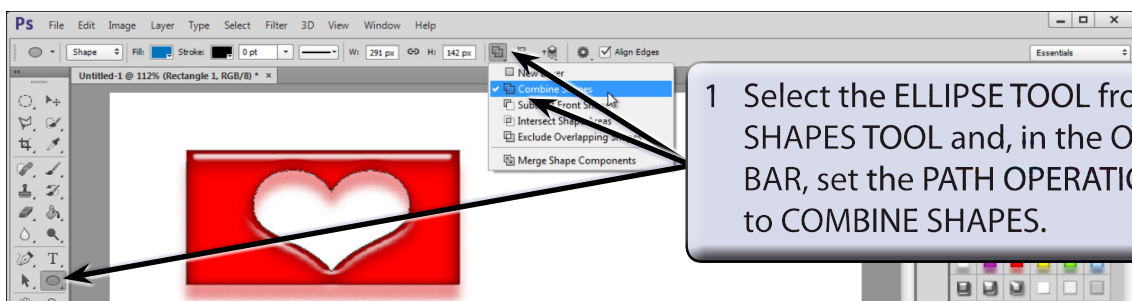 Ps File Edit Image Layer Type Select Filter 3D View Window Help
Shape Fill: Stroke: 0 pt W: 291 px H: 142 px Align Edges Essentials
Untitled-1 @ 112% (Rectangle 1, RGB/8) * ×
New Layer
Combine Shapes
Subtract Front
Intersect Shape Areas
Exclude Overlapping
Merge Shape Components
1 Select the ELLIPSE TOOL fro
SHAPES TOOL and, in the O
BAR, set the PATH OPERATIO
to COMBINE SHAPES.